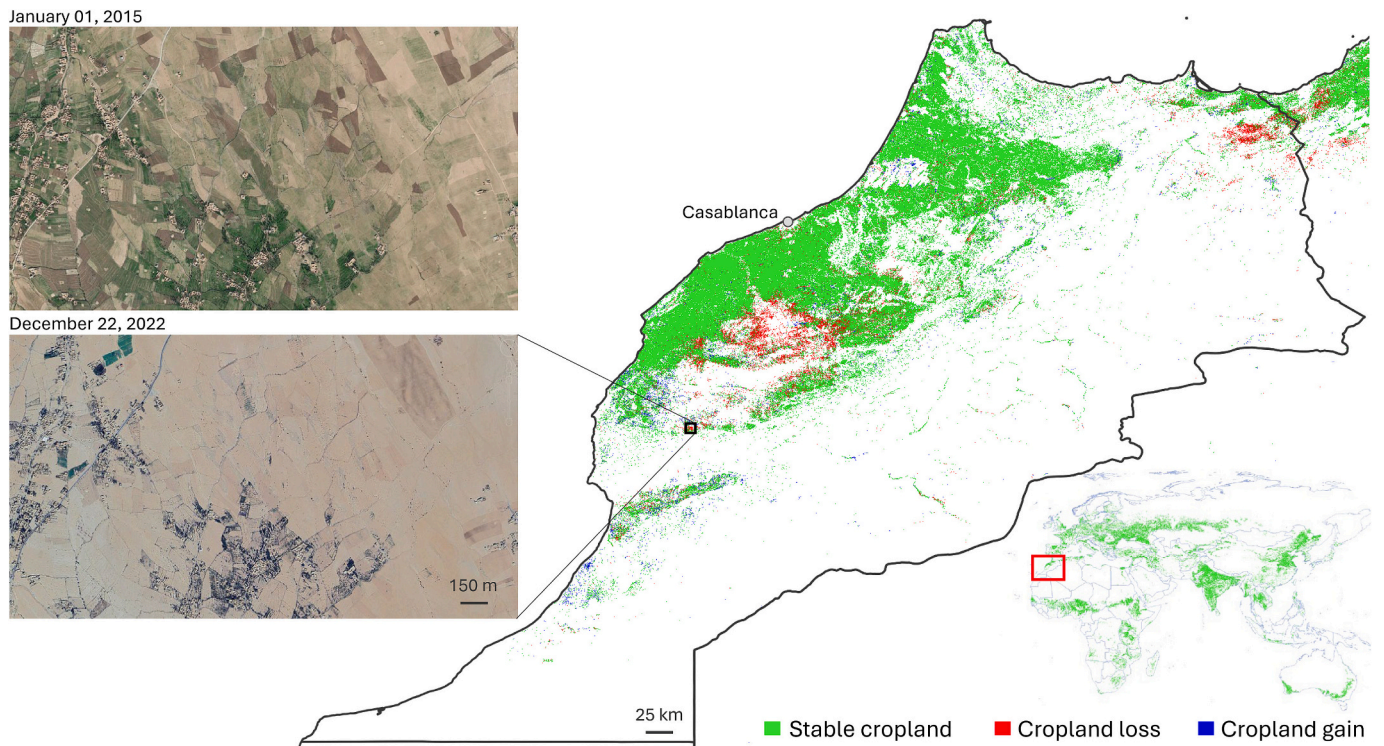 January 01, 2015
December 22, 2022
150 m
Casablanca
25 km
Stable cropland
Cropland loss
Cropland gain